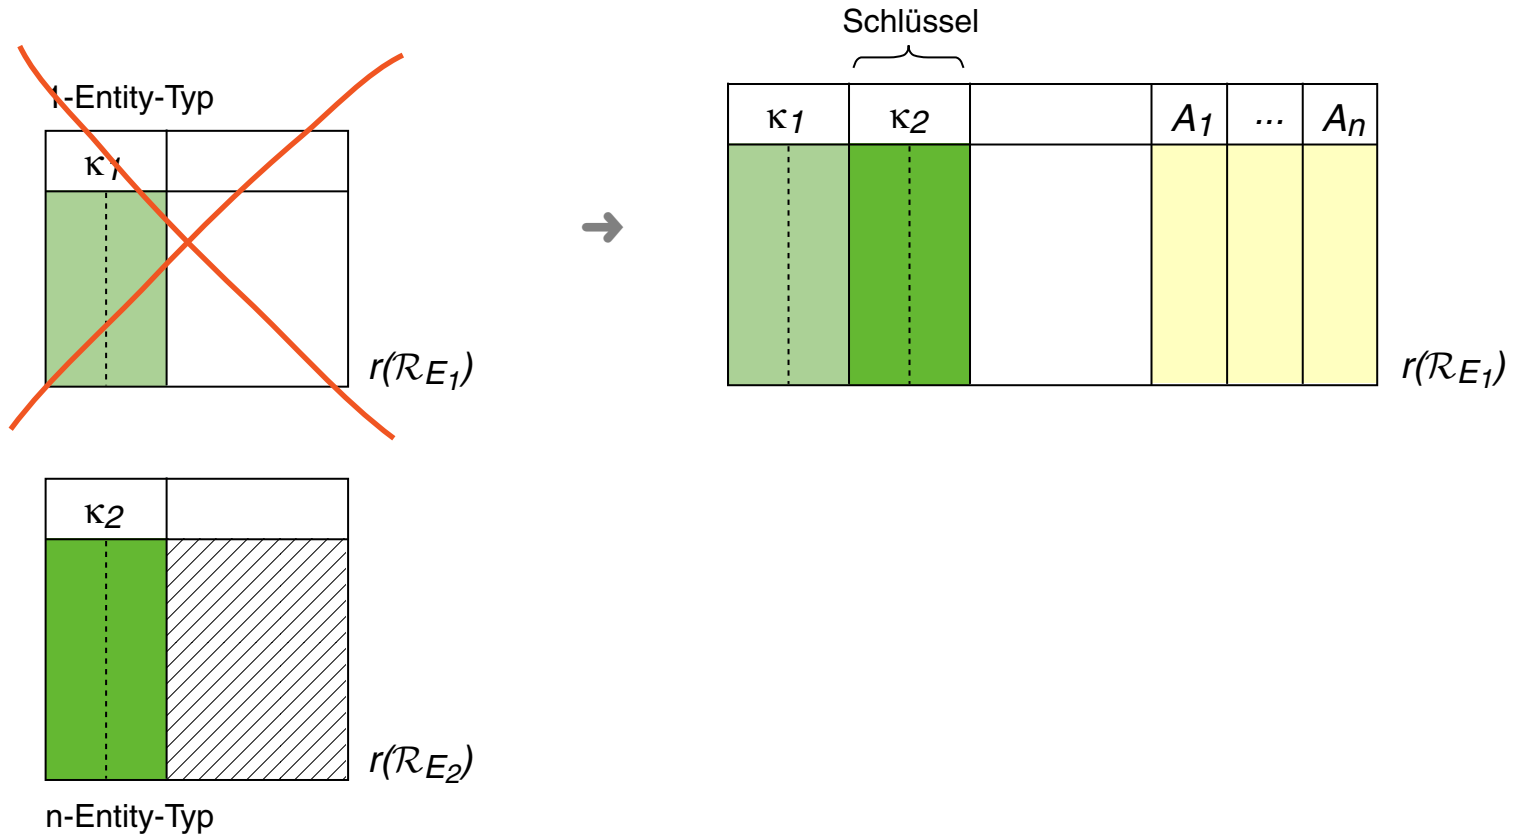 1-Entity-Typ
κ1
r(ℛE1)
κ2
r(ℛE2)
n-Entity-Typ
Schlüssel
κ1 κ2 A1 ... An
r(ℛE1)